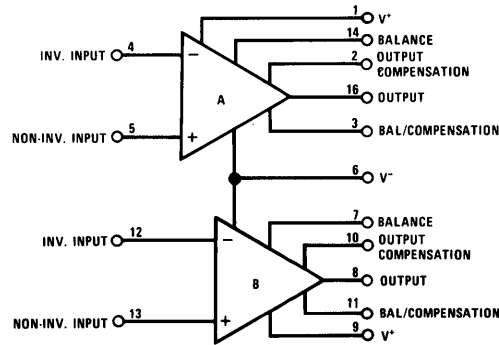 1 V+
14 BALANCE
4 INV. INPUT − 2 OUTPUT
COMPENSATION
A 16 OUTPUT
5 NON-INV. INPUT + 3 BAL/COMPENSATION
6 V−
7 BALANCE
12 INV. INPUT − 10 OUTPUT
COMPENSATION
B 8 OUTPUT
13 NON-INV. INPUT + 11 BAL/COMPENSATION
9 V+